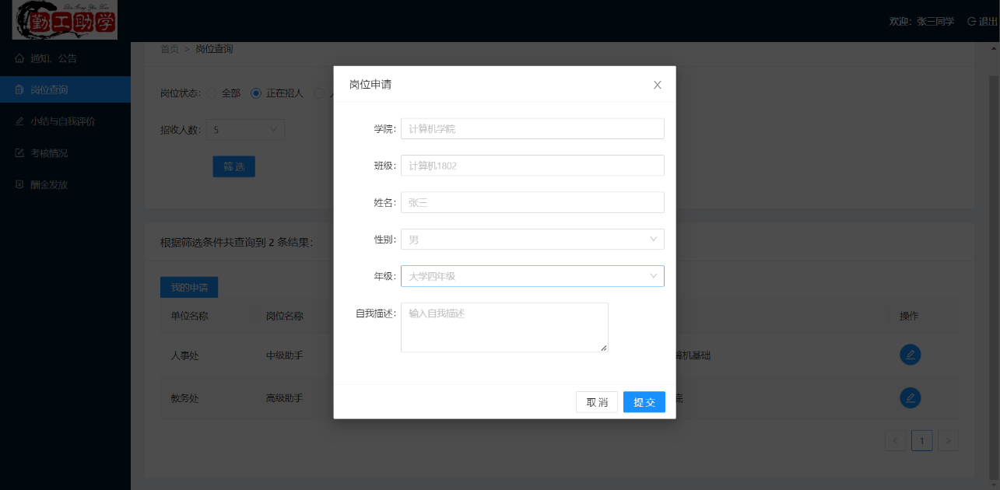 勤工助学
欢迎：张三同学 退出
通知、公告
岗位查询
小结与自我评价
考核情况
酬金发放
首页 > 岗位查询
岗位状态： 全部 正在招人
招收人数： 5
筛 选
根据筛选条件共查询到 2 条结果：
我的申请
单位名称 岗位名称 操作
人事处 中级助手 算机基础
教务处 高级助手
1
岗位申请
学院： 计算机学院
班级： 计算机1802
姓名： 张三
性别： 男
年级： 大学四年级
自我描述： 输入自我描述
取 消 提 交